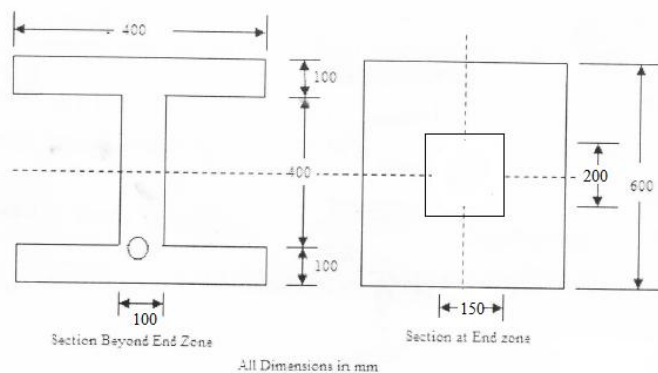 400
100
400
100
100
200
600
150
Section Beyond End Zone
Section at End zone
All Dimensions in mm